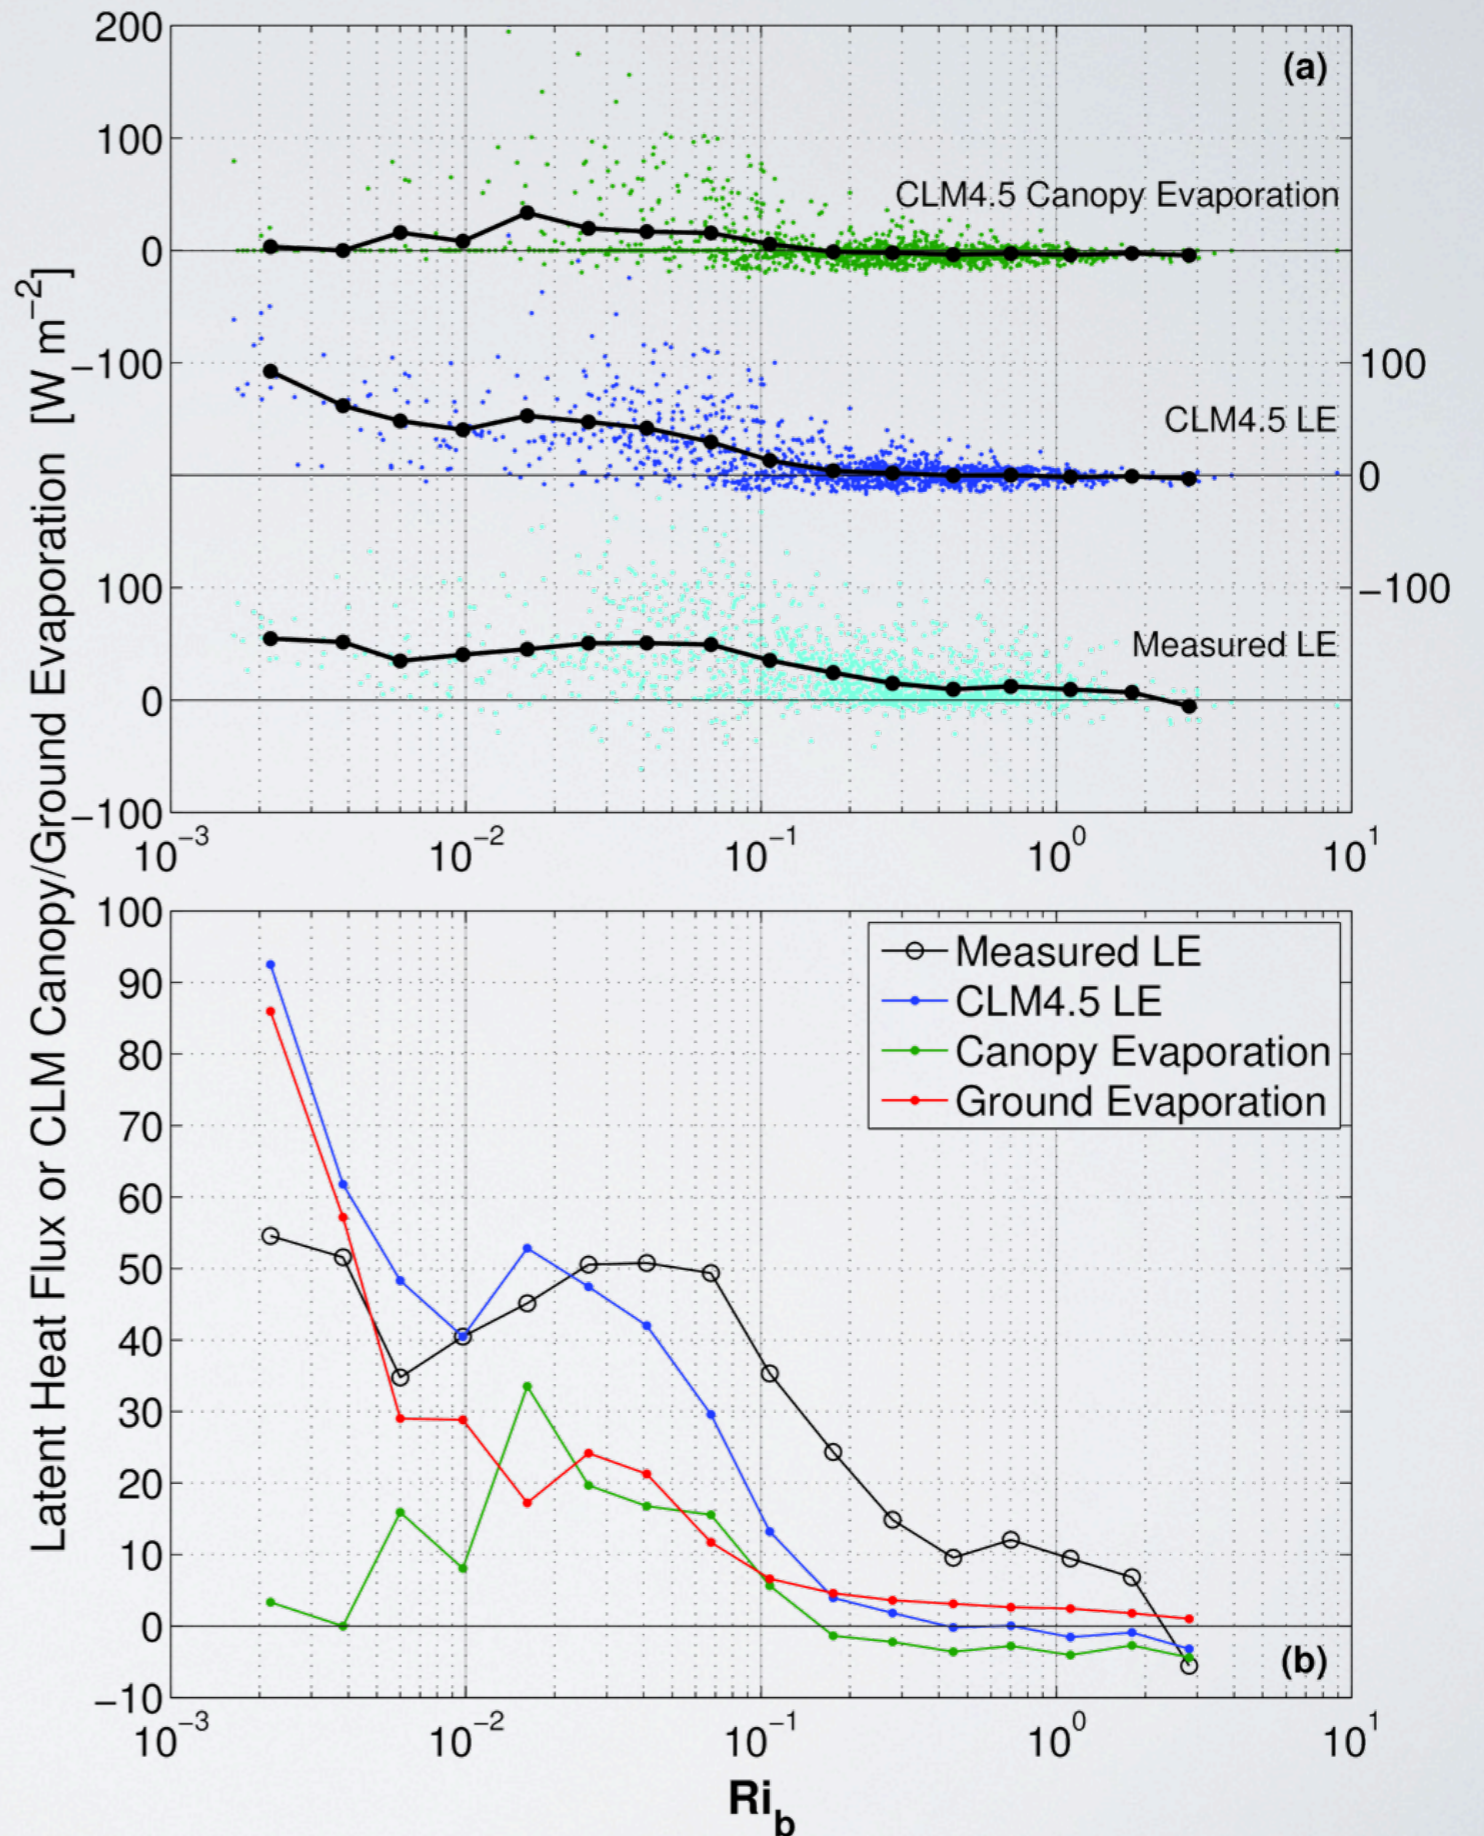 Latent Heat Flux or CLM Canopy/Ground Evaporation [W m⁻²]
200
(a)
100
CLM4.5 Canopy Evaporation
0
−100
100
CLM4.5 LE
0
100
−100
Measured LE
0
−100
10⁻³ 10⁻² 10⁻¹ 10⁰ 10¹
100
90
80
70
60
50
40
30
20
10
0
−10
Measured LE
CLM4.5 LE
Canopy Evaporation
Ground Evaporation
(b)
10⁻³ 10⁻² 10⁻¹ 10⁰ 10¹
Ri_b